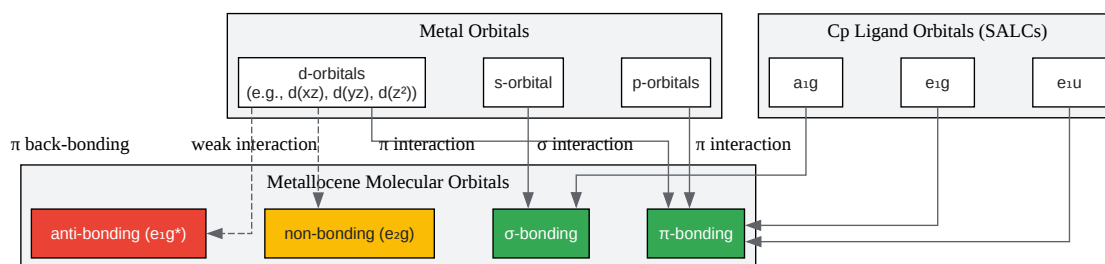 Metal Orbitals
Cp Ligand Orbitals (SALCs)
d-orbitals
(e.g., d(xz), d(yz), d(z²))
s-orbital
p-orbitals
a₁g
e₁g
e₁u
π back-bonding
weak interaction
π interaction
σ interaction
π interaction
Metallocene Molecular Orbitals
anti-bonding (e₁g*)
non-bonding (e₂g)
σ-bonding
π-bonding